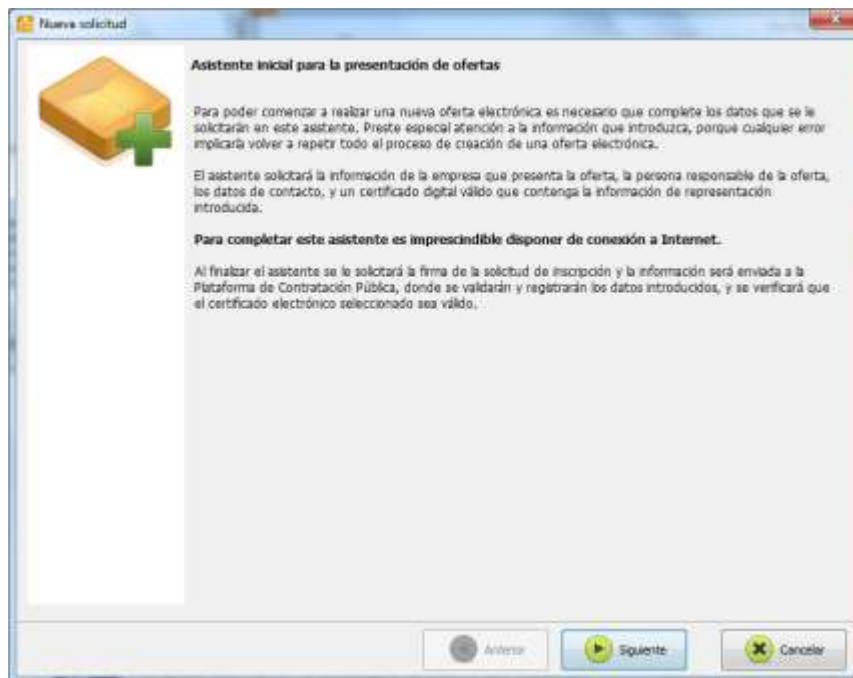 Nueva solicitud
Asistente inicial para la presentación de ofertas
Para poder comenzar a realizar una nueva oferta electrónica es necesario que complete los datos que se le
solicitarán en este asistente. Preste especial atención a la información que introduzca, porque cualquier error
implicaría volver a repetir todo el proceso de creación de una oferta electrónica.
El asistente solicitará la información de la empresa que presenta la oferta, la persona responsable de la oferta,
los datos de contacto, y un certificado digital válido que contenga la información de representación
introducida.
Para completar este asistente es imprescindible disponer de conexión a Internet.
Al finalizar el asistente se le solicitará la firma de la solicitud de inscripción y la información será enviada a la
Plataforma de Contratación Pública, donde se validarán y registrarán los datos introducidos, y se verificará que
el certificado electrónico seleccionado sea válido.
Anterior
Siguiente
Cancelar